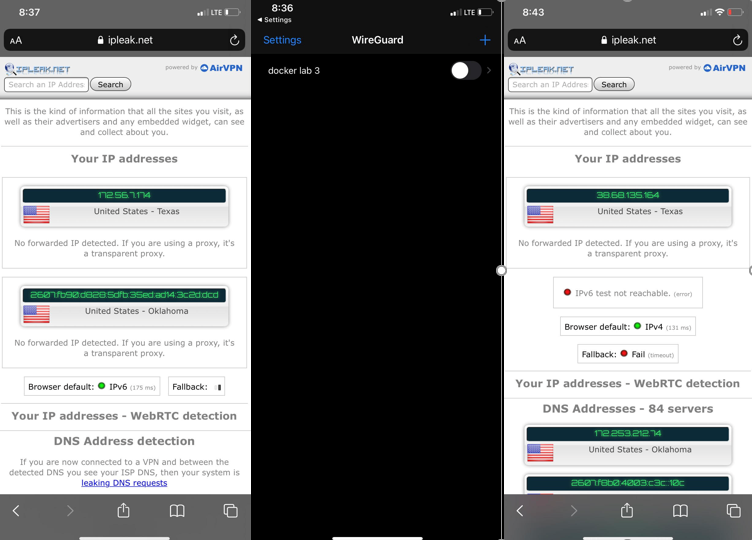 8:37
LTE
AA
ipleak.net
IPLEAK.NET
powered by AirVPN
Search an IP Addres
Search
This is the kind of information that all the sites you visit, as
well as their advertisers and any embedded widget, can see
and collect about you.
Your IP addresses
172.56.7.174
United States - Texas
No forwarded IP detected. If you are using a proxy, it's
a transparent proxy.
2607:fb90:d828:5dfb:35ed:ad14:3c2d:dcd
United States - Oklahoma
No forwarded IP detected. If you are using a proxy, it's
a transparent proxy.
Browser default: IPv6 (175 ms)
Fallback:
Your IP addresses - WebRTC detection
DNS Address detection
If you are now connected to a VPN and between the
detected DNS you see your ISP DNS, then your system is
leaking DNS requests
8:36
LTE
Settings
Settings
WireGuard
+
docker lab 3
8:43
AA
ipleak.net
IPLEAK.NET
powered by AirVPN
Search an IP Addres
Search
This is the kind of information that all the sites you visit, as
well as their advertisers and any embedded widget, can see
and collect about you.
Your IP addresses
38.68.135.164
United States - Texas
No forwarded IP detected. If you are using a proxy, it's
a transparent proxy.
IPv6 test not reachable. (error)
Browser default: IPv4 (131 ms)
Fallback: Fail (timeout)
Your IP addresses - WebRTC detection
DNS Addresses - 84 servers
172.253.212.74
United States - Oklahoma
2607:f8b0:4003:c3c::10c